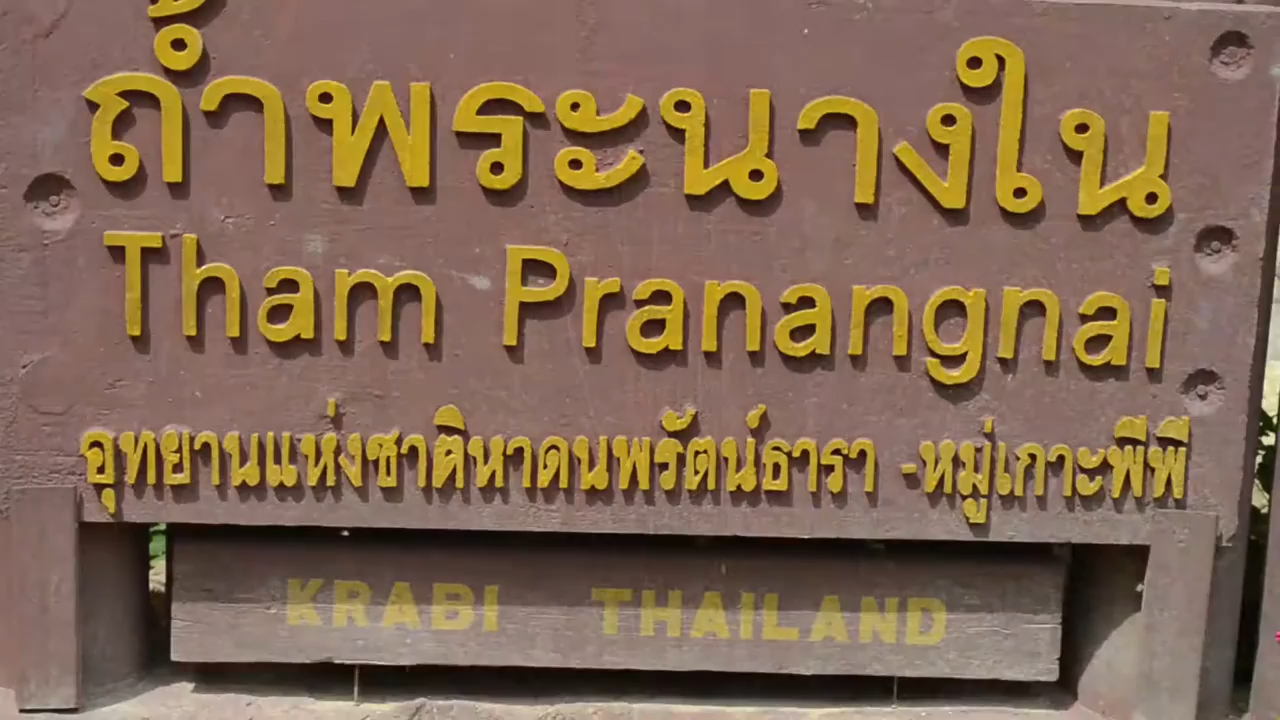 ถ้ำพระนางใน
Tham Pranangnai
อุทยานแห่งชาติหาดนพรัตน์ธารา -หมู่เกาะพีพี
KRABI THAILAND